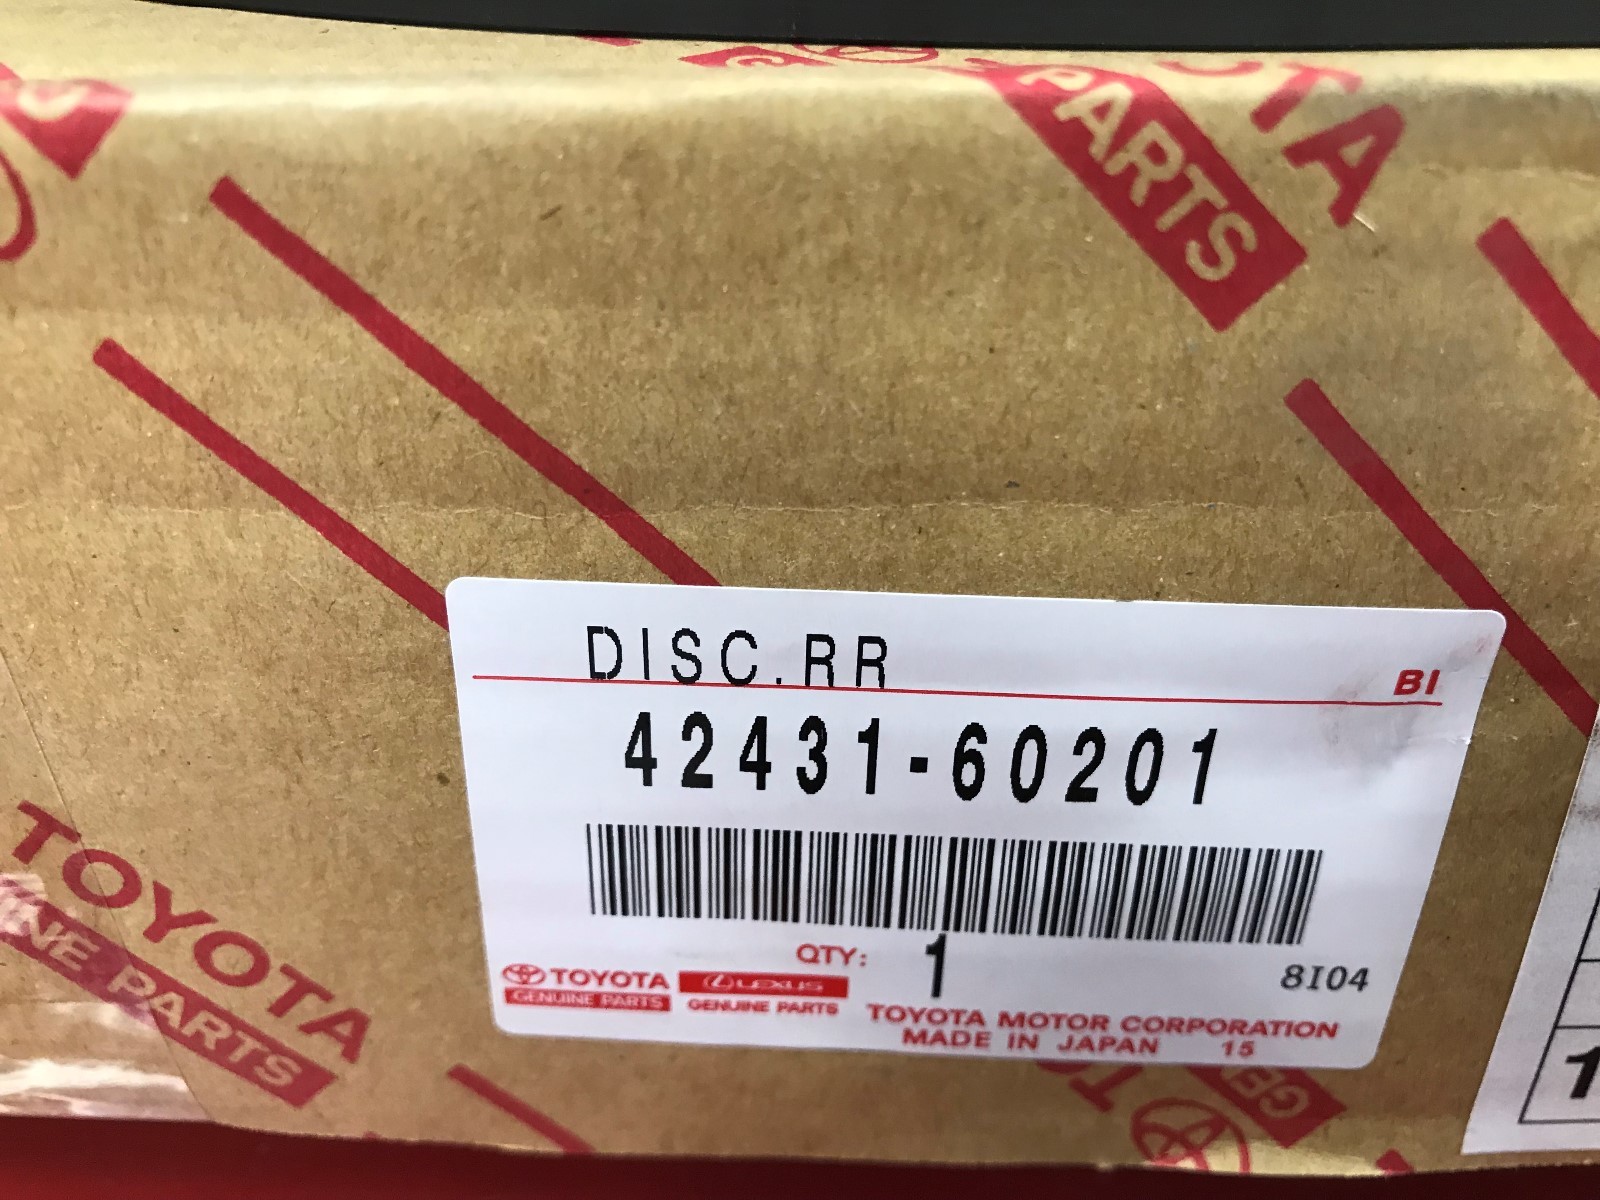 PARTS
DISC.RR
BI
42431-60201
QTY: 1
8I04
TOYOTA
GENUINE PARTS
LEXUS
GENUINE PARTS
TOYOTA MOTOR CORPORATION
MADE IN JAPAN 15
TOYOTA
PARTS